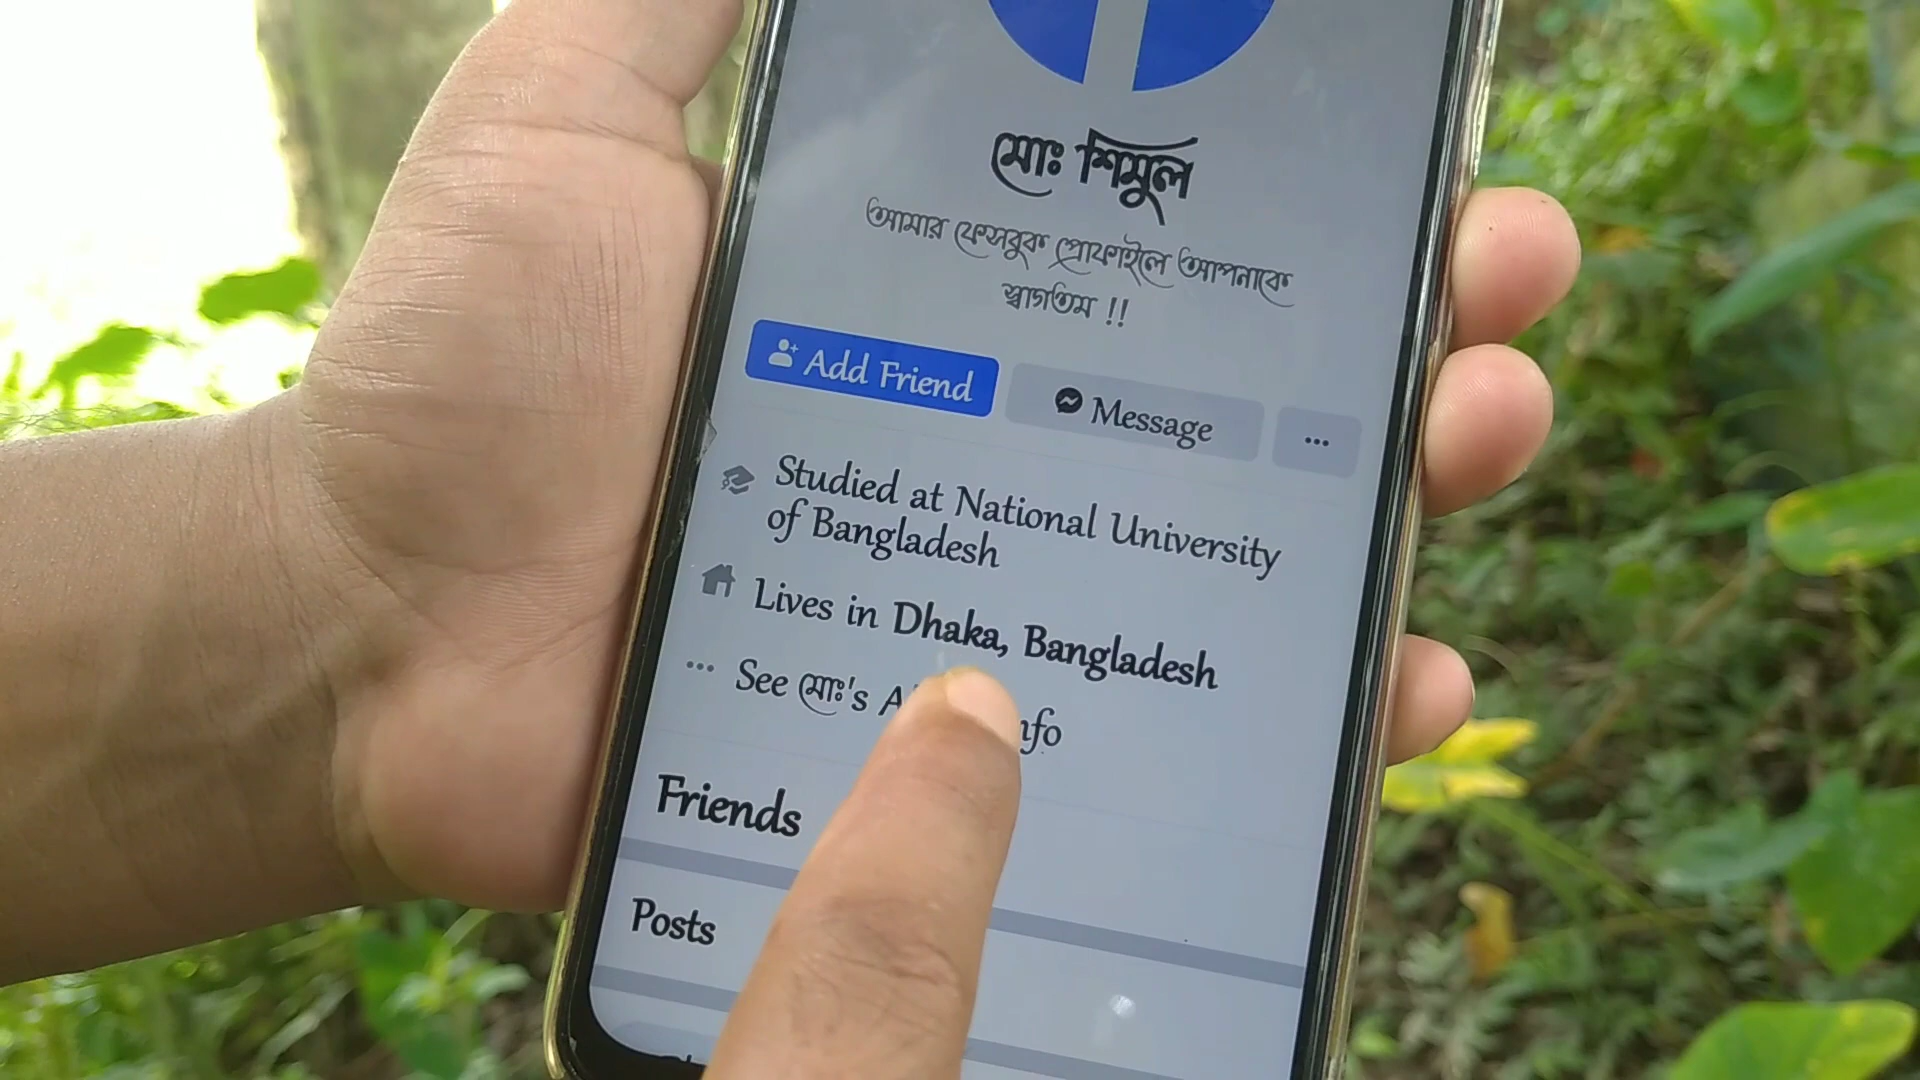 মোঃ শিমুল
আমার ফেসবুক প্রোফাইলে আপনাকে
স্বাগতম !!
Add Friend
Message
Studied at National University
of Bangladesh
Lives in Dhaka, Bangladesh
See মোঃ's
Friends
Posts